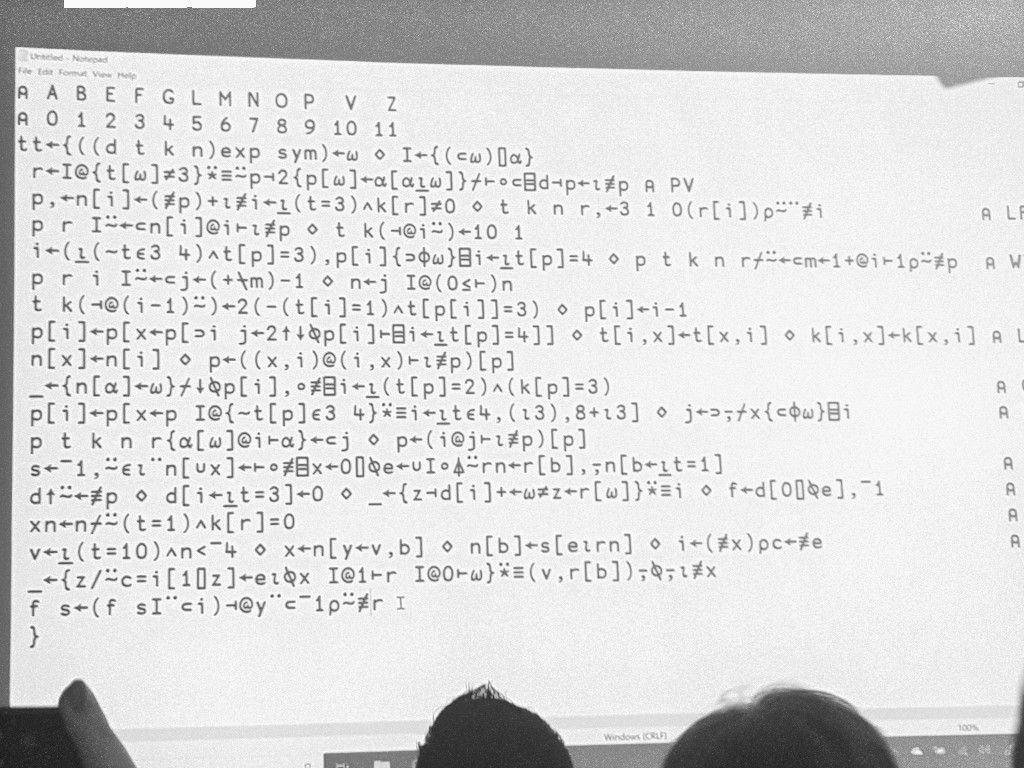 Untitled - Notepad
File Edit Format View Help
⍝ A B E F G L M N O P V Z
⍝ 0 1 2 3 4 5 6 7 8 9 10 11
tt←{((d t k n)exp sym)←⍵ ⋄ I←{(⊂⍵)⌷⍺}
r←I@{t[⍵]≠3}⍣≡⍨p⊣2{p[⍵]←⍺[⍺⍸⍵]}⌿⊢∘⊂⌸d⊣p←⍳≢p ⍝ PV
p,←n[i]←(≢p)+⍳≢i←⍸(t=3)∧k[r]≠0 ⋄ t k n r,←3 1 0(r[i])⍴⍨¨≢i ⍝
p r I⍨←⊂n[i]@i⊢⍳≢p ⋄ t k(⊣@i⍨)←10 1
i←(⍸(~t∊3 4)∧t[p]=3),p[i]{⊃⌽⍵}⌸i←⍸t[p]=4 ⋄ p t k n r⌿⍨←⊂m←1+@i⊢1⍴⍨≢p ⍝
p r i I⍨←⊂j←(+⍀m)-1 ⋄ n←j I@(0≤⊢)n
t k(⊣@(i-1)⍨)←2(-(t[i]=1)∧t[p[i]]=3) ⋄ p[i]←i-1
p[i]←p[x←p[⊃i j←2↑↓⍉p[i]⊢⌸i←⍸t[p]=4]] ⋄ t[i,x]←t[x,i] ⋄ k[i,x]←k[x,i] ⍝
n[x]←n[i] ⋄ p←((x,i)@(i,x)⊢⍳≢p)[p]
_←{n[⍺]←⍵}⌿↓⍉p[i],∘≢⌸i←⍸(t[p]=2)∧(k[p]=3) ⍝
p[i]←p[x←p I@{~t[p]∊3 4}⍣≡i←⍸t∊4,(⍳3),8+⍳3] ⋄ j←⊃⍪⌿x{⊂⌽⍵}⌸i ⍝
p t k n r{⍺[⍵]@i⊢⍺}←⊂j ⋄ p←(i@j⊢⍳≢p)[p]
s←¯1,⍨∊⍳¨n[∪x]←⊢∘≢⌸x←0⌷⍉e←∪I∘⍋⍨rn←r[b],⍪n[b←⍸t=1] ⍝
d↑⍨←≢p ⋄ d[i←⍸t=3]←0 ⋄ _←{z⊣d[i]+←⍵≠z←r[⍵]}⍣≡i ⋄ f←d[0⌷⍉e],¯1 ⍝
xn←n⌿⍨(t=1)∧k[r]=0 ⍝
v←⍸(t=10)∧n<¯4 ⋄ x←n[y←v,b] ⋄ n[b]←s[e⍳rn] ⋄ i←(≢x)⍴c←≢e ⍝
_←{z/⍨c=i[1⌷z]←e⍳⍉x I@1⊢r I@0⊢⍵}⍣≡(v,r[b])⍪⍉⍪⍳≢x
f s←(f sI¨⊂i)⊣@y¨⊂¯1⍴⍨≢r
}
Windows (CRLF)
100%